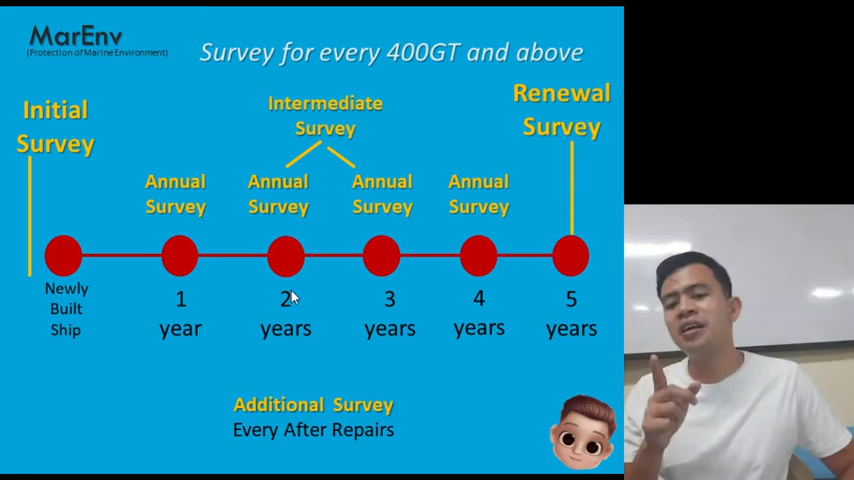 MarEnv
(Protection of Marine Environment)
Survey for every 400GT and above
Initial
Survey
Intermediate
Survey
Renewal
Survey
Annual
Survey
Annual
Survey
Annual
Survey
Annual
Survey
Newly
Built
Ship
1
year
2
years
3
years
4
years
5
years
Additional Survey
Every After Repairs